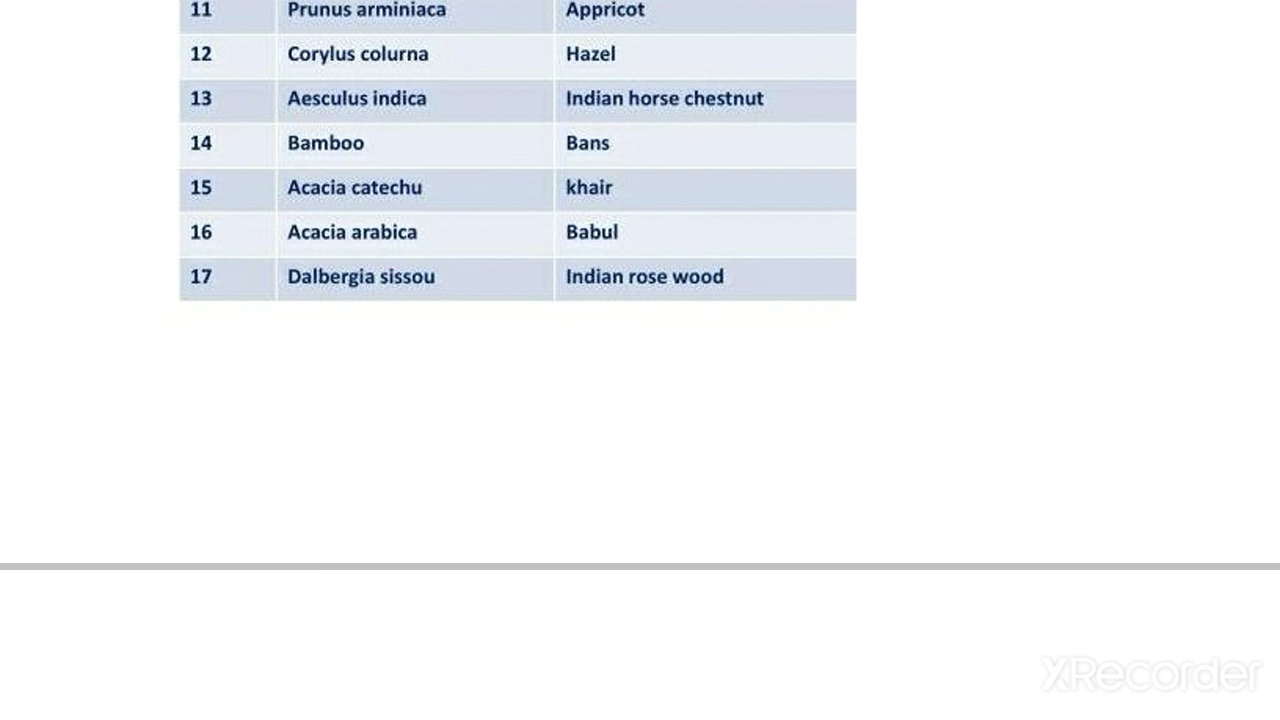 11 Prunus arminiaca Appricot
12 Corylus colurna Hazel
13 Aesculus indica Indian horse chestnut
14 Bamboo Bans
15 Acacia catechu khair
16 Acacia arabica Babul
17 Dalbergia sissou Indian rose wood
XRecorder